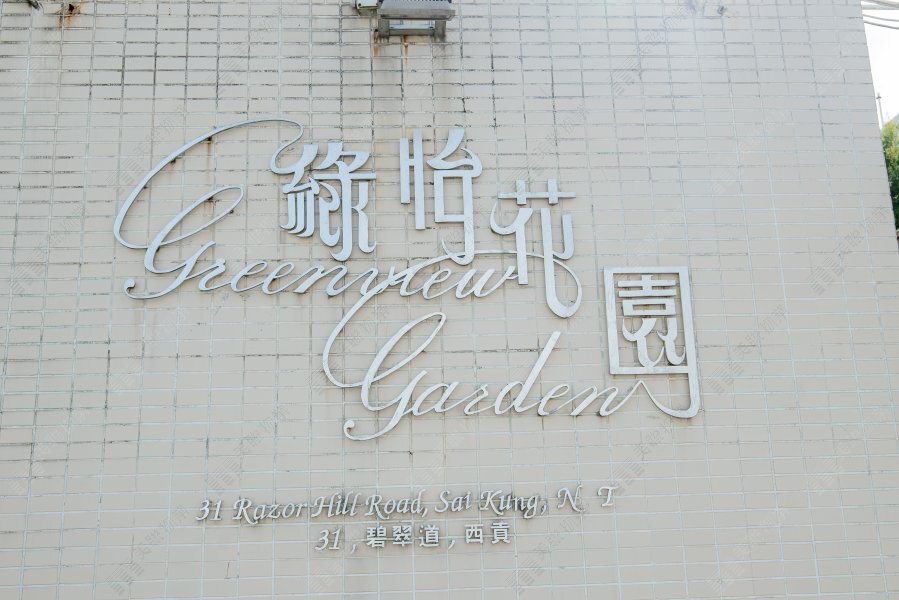 綠怡花園
Greenview
Garden
31 Razor Hill Road, Sai Kung, N. T
31 , 碧翠道 , 西貢